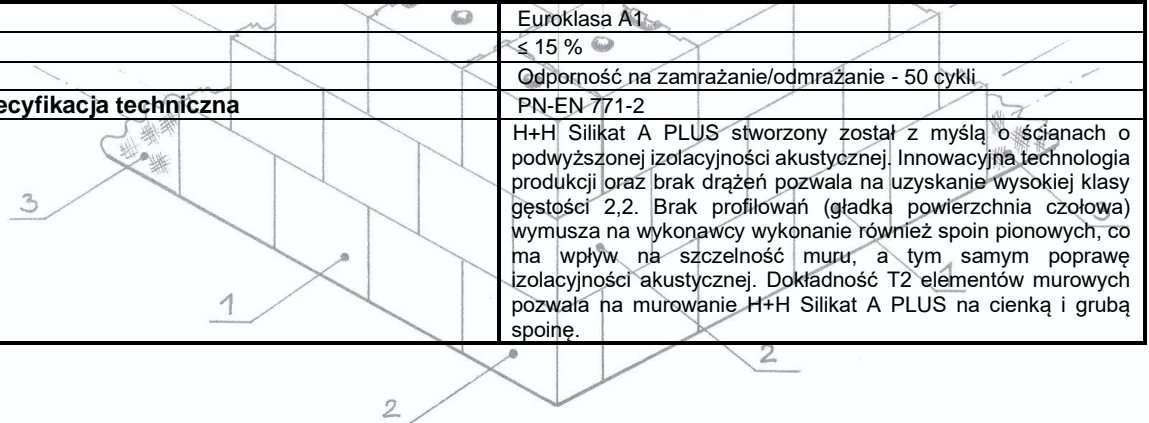 Euroklasa A1
≤ 15 %
Odporność na zamrażanie/odmrażanie - 50 cykli
ecyfikacja techniczna
PN-EN 771-2
H+H Silikat A PLUS stworzony został z myślą o ścianach o
podwyższonej izolacyjności akustycznej. Innowacyjna technologia
produkcji oraz brak drążeń pozwala na uzyskanie wysokiej klasy
gęstości 2,2. Brak profilowań (gładka powierzchnia czołowa)
wymusza na wykonawcy wykonanie również spoin pionowych, co
ma wpływ na szczelność muru, a tym samym poprawę
izolacyjności akustycznej. Dokładność T2 elementów murowych
pozwala na murowanie H+H Silikat A PLUS na cienką i grubą
spoinę.
3
1
1
2
2